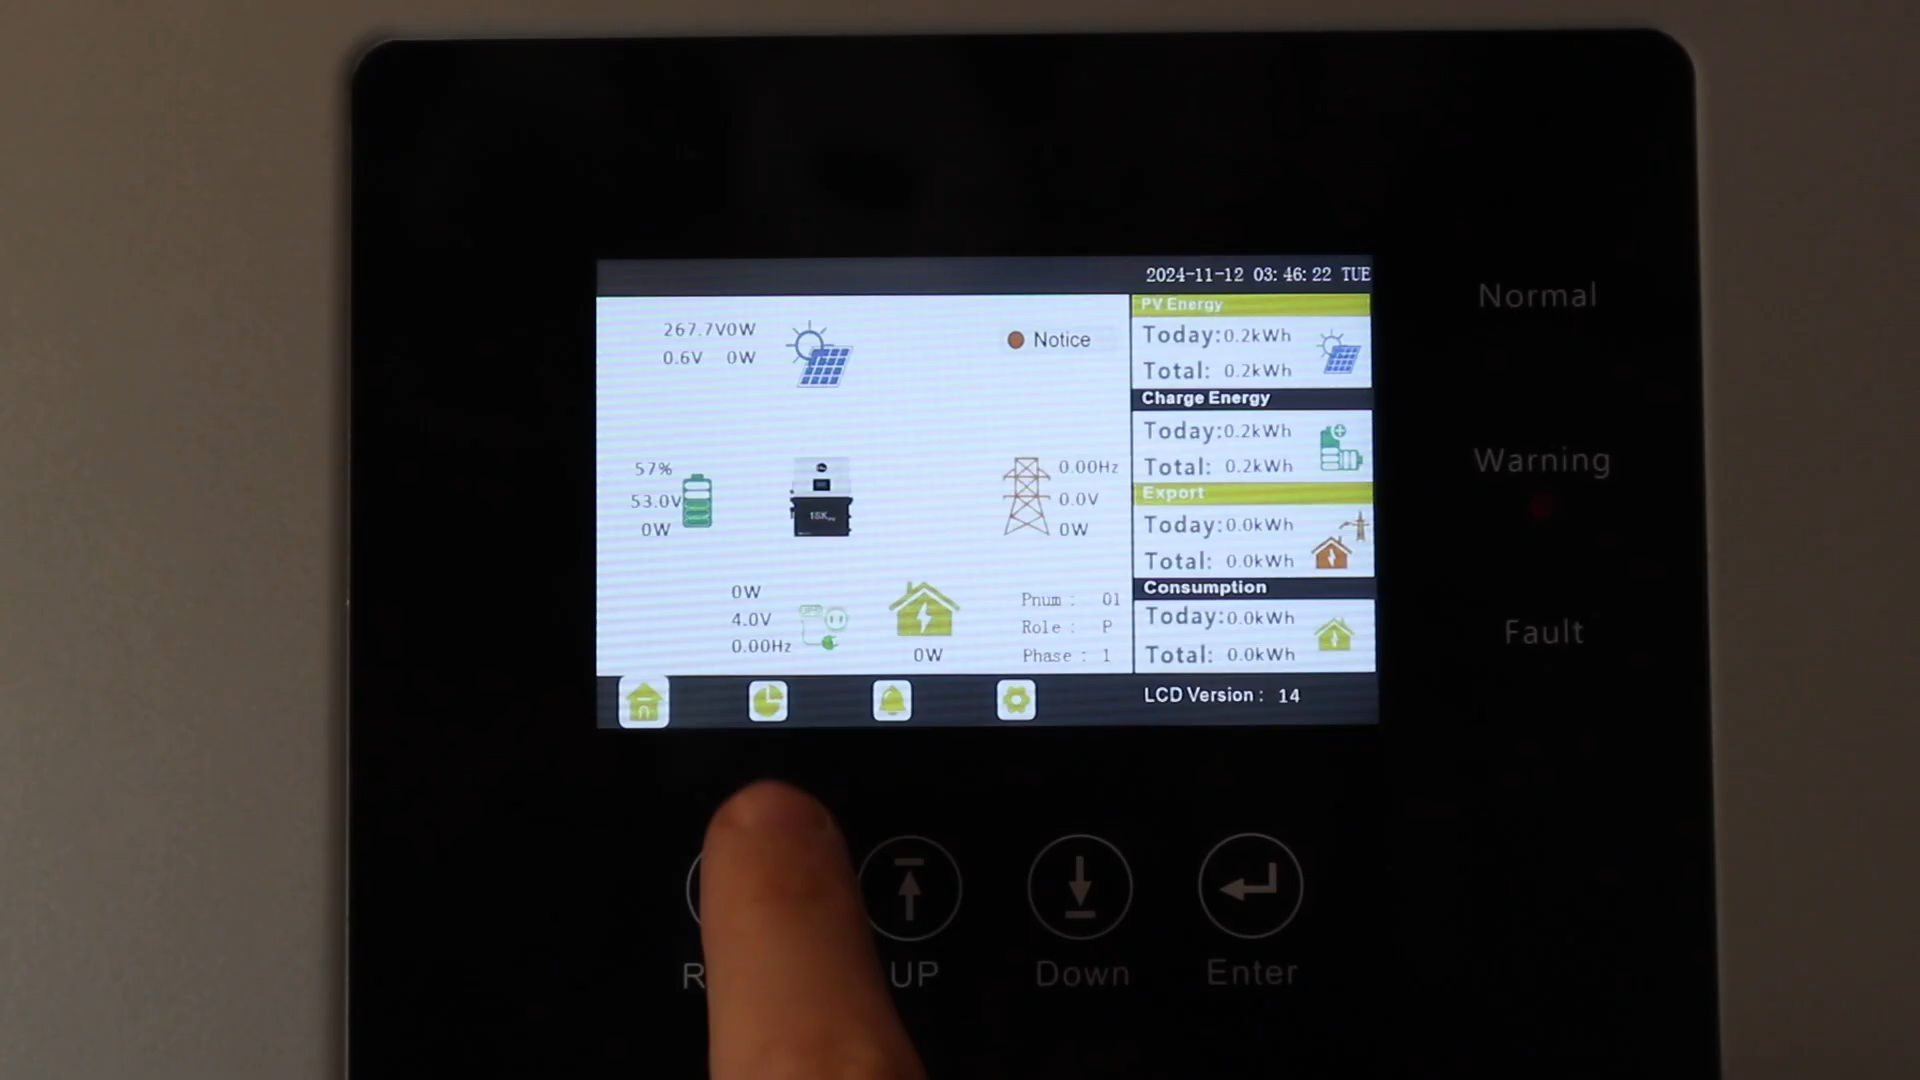 2024-11-12 03:46:22 TUE
267.7V0W
0.6V 0W
Notice
57%
53.0V
0W
15K
0.00Hz
0.0V
0W
0W
4.0V
0.00Hz
0W
Pnum : 01
Role : P
Phase : 1
PV Energy
Today:0.2kWh
Total: 0.2kWh
Charge Energy
Today:0.2kWh
Total: 0.2kWh
Export
Today:0.0kWh
Total: 0.0kWh
Consumption
Today:0.0kWh
Total: 0.0kWh
LCD Version : 14
Normal
Warning
Fault
UP
Down
Enter